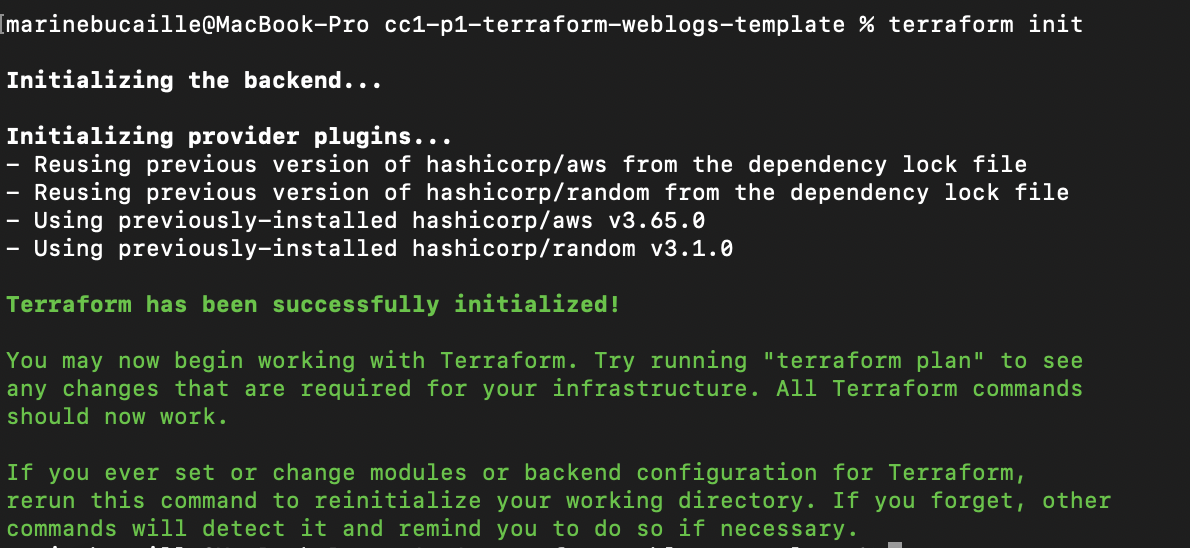 [marinebucaille@MacBook-Pro cc1-p1-terraform-weblogs-template % terraform init
Initializing the backend...
Initializing provider plugins...
- Reusing previous version of hashicorp/aws from the dependency lock file
- Reusing previous version of hashicorp/random from the dependency lock file
- Using previously-installed hashicorp/aws v3.65.0
- Using previously-installed hashicorp/random v3.1.0
Terraform has been successfully initialized!
You may now begin working with Terraform. Try running "terraform plan" to see
any changes that are required for your infrastructure. All Terraform commands
should now work.
If you ever set or change modules or backend configuration for Terraform,
rerun this command to reinitialize your working directory. If you forget, other
commands will detect it and remind you to do so if necessary.